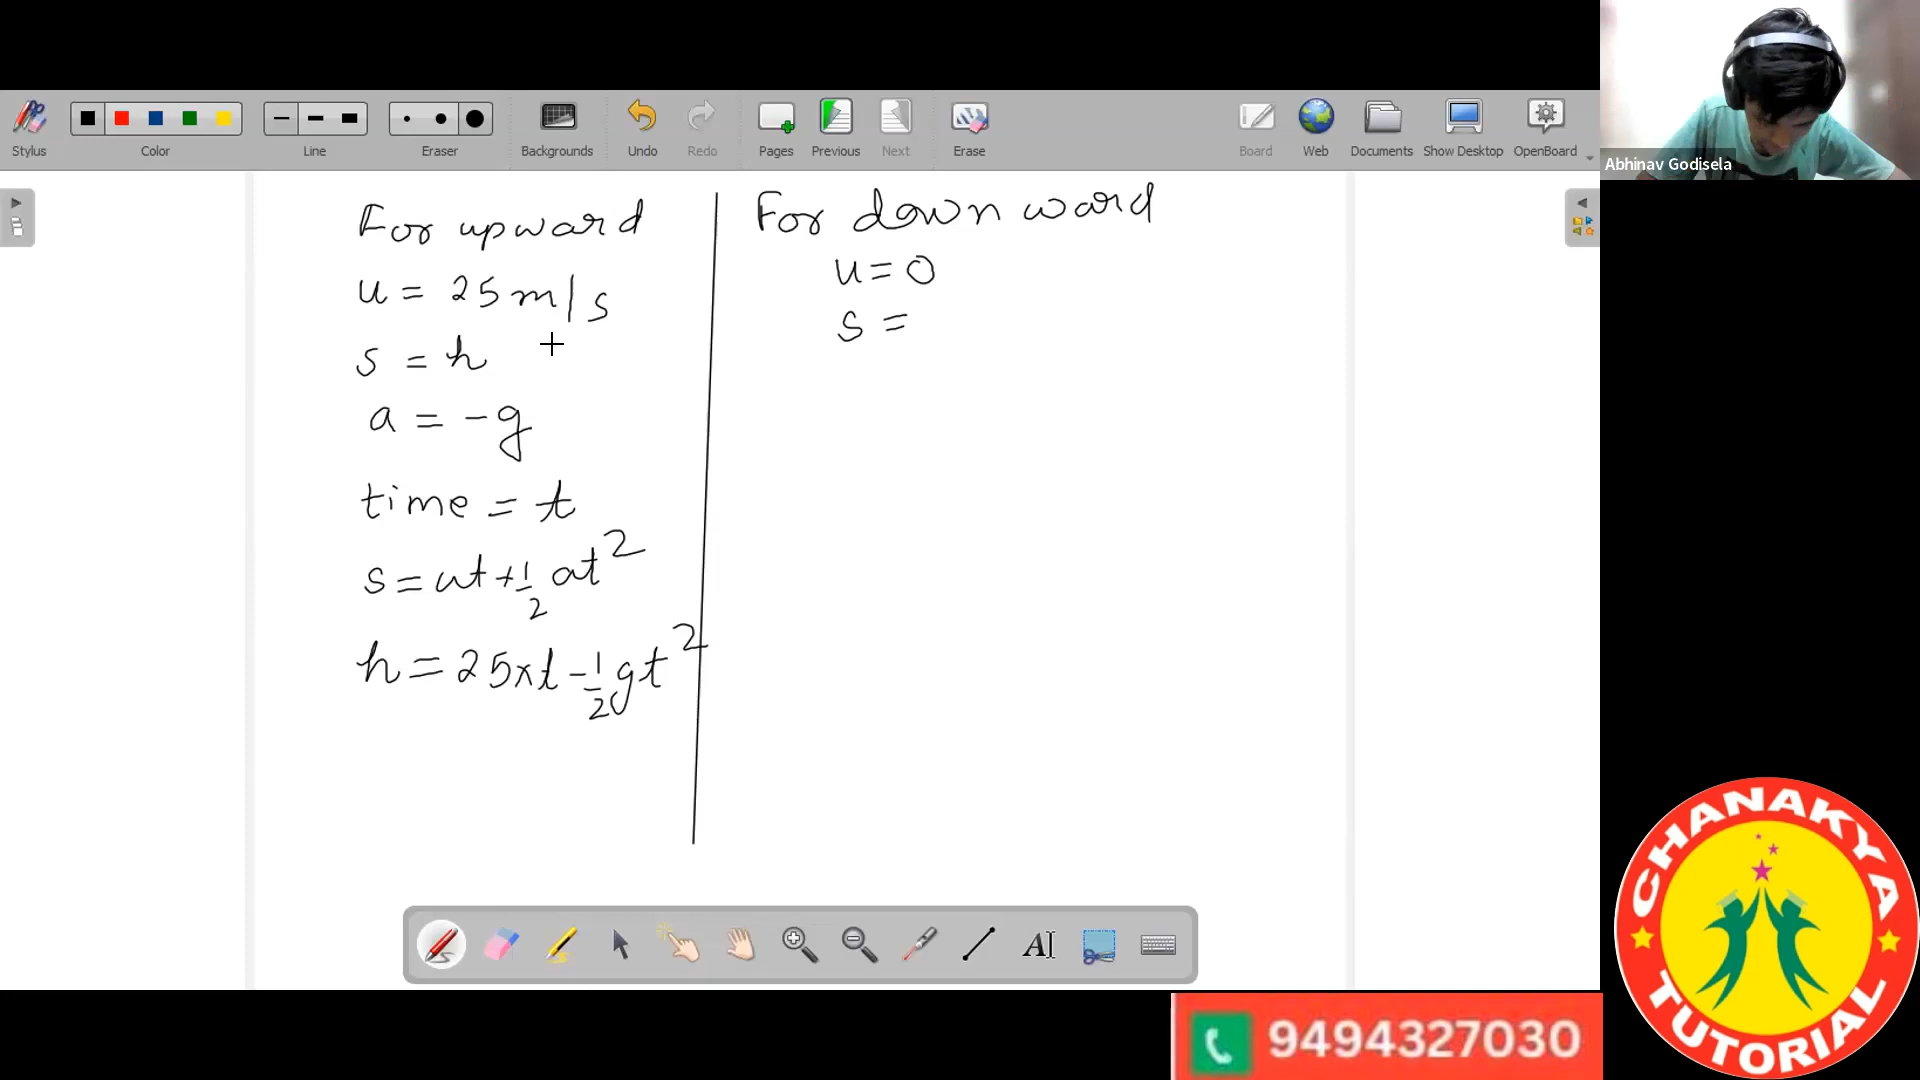 Stylus
Color
Line
Eraser
Backgrounds
Undo
Redo
Pages
Previous
Next
Erase
Board
Web
Documents
Show Desktop
OpenBoard
Abhinav Godisela
For upward
u = 25 m/s
s = h
a = -g
time = t
s = ut + 1/2 at²
h = 25 x t - 1/2 gt²
For down ward
u = 0
s =
AI
CHANAKYA
TUTORIAL
9494327030